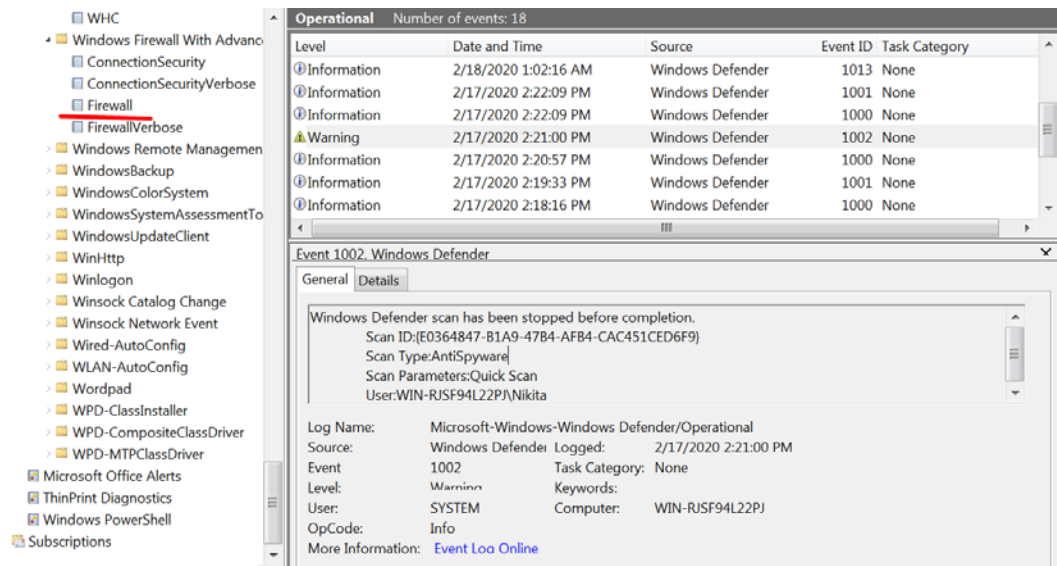 WHC
Windows Firewall With Advanc
ConnectionSecurity
ConnectionSecurityVerbose
Firewall
FirewallVerbose
Windows Remote Managemen
WindowsBackup
WindowsColorSystem
WindowsSystemAssessmentTo
WindowsUpdateClient
WinHttp
Winlogon
Winsock Catalog Change
Winsock Network Event
Wired-AutoConfig
WLAN-AutoConfig
Wordpad
WPD-ClassInstaller
WPD-CompositeClassDriver
WPD-MTPClassDriver
Microsoft Office Alerts
ThinPrint Diagnostics
Windows PowerShell
Subscriptions
Operational Number of events: 18
Level Date and Time Source Event ID Task Category
Information 2/18/2020 1:02:16 AM Windows Defender 1013 None
Information 2/17/2020 2:22:09 PM Windows Defender 1001 None
Information 2/17/2020 2:22:09 PM Windows Defender 1000 None
Warning 2/17/2020 2:21:00 PM Windows Defender 1002 None
Information 2/17/2020 2:20:57 PM Windows Defender 1000 None
Information 2/17/2020 2:19:33 PM Windows Defender 1001 None
Information 2/17/2020 2:18:16 PM Windows Defender 1000 None
Event 1002, Windows Defender
General Details
Windows Defender scan has been stopped before completion.
Scan ID:{E0364847-B1A9-47B4-AFB4-CAC451CED6F9}
Scan Type:AntiSpyware
Scan Parameters:Quick Scan
User:WIN-RJSF94L22PJ\Nikita
Log Name: Microsoft-Windows-Windows Defender/Operational
Source: Windows Defender Logged: 2/17/2020 2:21:00 PM
Event 1002 Task Category: None
Level: Warning Keywords:
User: SYSTEM Computer: WIN-RJSF94L22PJ
OpCode: Info
More Information: Event Log Online